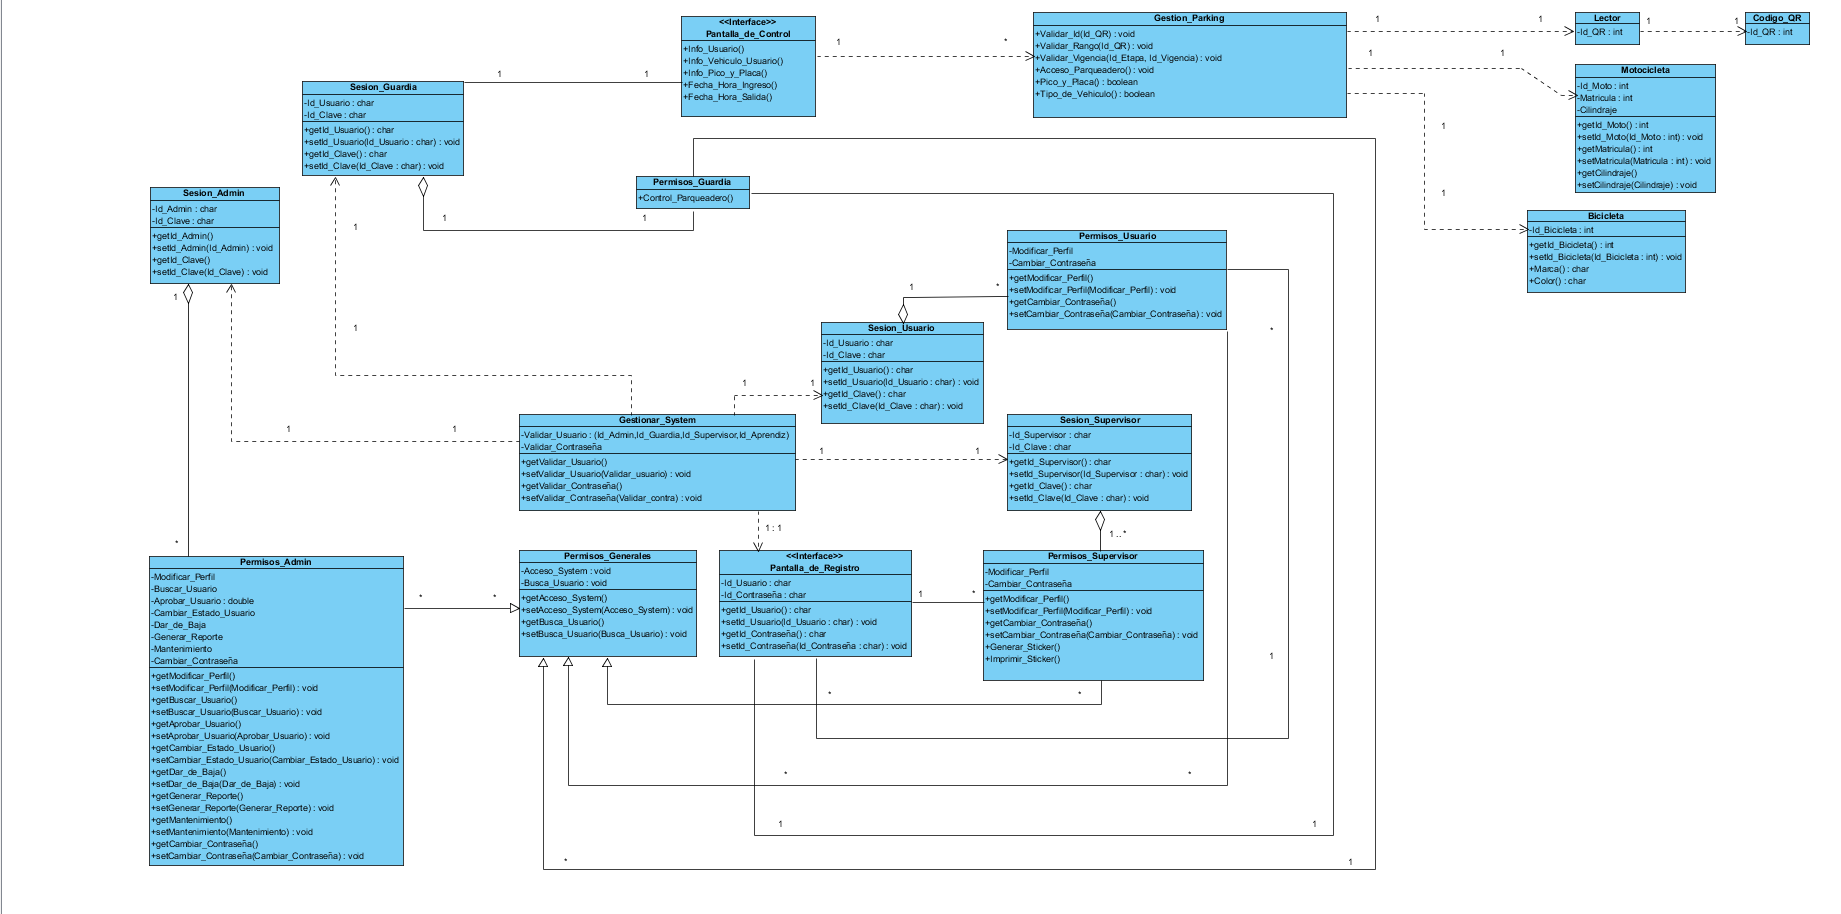 <<Interface>>
Pantalla_de_Control
+Info_Usuario()
+Info_Vehiculo_Usuario()
+Info_Pico_y_Placa()
+Fecha_Hora_Ingreso()
+Fecha_Hora_Salida()
1
*
Gestion_Parking
+Validar_Id(Id_QR) : void
+Validar_Rango(Id_QR) : void
+Validar_Vigencia(Id_Etapa, Id_Vigencia) : void
+Acceso_Parqueadero() : void
+Pico_y_Placa() : boolean
+Tipo_de_Vehiculo() : boolean
1
1
Lector
-Id_QR : int
1
1
Codigo_QR
-Id_QR : int
1
1
Motocicleta
-Id_Moto : int
-Matricula : int
-Cilindraje
+getId_Moto() : int
+setId_Moto(Id_Moto : int) : void
+getMatricula() : int
+setMatricula(Matricula : int) : void
+getCilindraje()
+setCilindraje(Cilindraje) : void
1
1
Bicicleta
-Id_Bicicleta : int
+getId_Bicicleta() : int
+setId_Bicicleta(Id_Bicicleta : int) : void
+Marca() : char
+Color() : char
Sesion_Guardia
-Id_Usuario : char
-Id_Clave : char
+getId_Usuario() : char
+setId_Usuario(Id_Usuario : char) : void
+getId_Clave() : char
+setId_Clave(Id_Clave : char) : void
1
1
1
1
1
1
Permisos_Guardia
+Control_Parqueadero()
Sesion_Admin
-Id_Admin : char
-Id_Clave : char
+getId_Admin()
+setId_Admin(Id_Admin) : void
+getId_Clave()
+setId_Clave(Id_Clave) : void
1
*
1
1
Permisos_Usuario
-Modificar_Perfil
-Cambiar_Contraseña
+getModificar_Perfil()
+setModificar_Perfil(Modificar_Perfil) : void
+getCambiar_Contraseña()
+setCambiar_Contraseña(Cambiar_Contraseña) : void
1
*
*
1
Sesion_Usuario
-Id_Usuario : char
-Id_Clave : char
+getId_Usuario() : char
+setId_Usuario(Id_Usuario : char) : void
+getId_Clave() : char
+setId_Clave(Id_Clave : char) : void
1
1
Gestionar_System
-Validar_Usuario : (Id_Admin,Id_Guardia,Id_Supervisor,Id_Aprendiz)
-Validar_Contraseña
+getValidar_Usuario()
+setValidar_Usuario(Validar_usuario) : void
+getValidar_Contraseña()
+setValidar_Contraseña(Validar_contra) : void
1
1
1 : 1
Sesion_Supervisor
-Id_Supervisor : char
-Id_Clave : char
+getId_Supervisor() : char
+setId_Supervisor(Id_Supervisor : char) : void
+getId_Clave() : char
+setId_Clave(Id_Clave : char) : void
1..*
Permisos_Admin
-Modificar_Perfil
-Buscar_Usuario
-Aprobar_Usuario : double
-Cambiar_Estado_Usuario
-Dar_de_Baja
-Generar_Reporte
-Mantenimiento
-Cambiar_Contraseña
+getModificar_Perfil()
+setModificar_Perfil(Modificar_Perfil) : void
+getBuscar_Usuario()
+setBuscar_Usuario(Buscar_Usuario) : void
+getAprobar_Usuario()
+setAprobar_Usuario(Aprobar_Usuario) : void
+getCambiar_Estado_Usuario()
+setCambiar_Estado_Usuario(Cambiar_Estado_Usuario) : void
+getDar_de_Baja()
+setDar_de_Baja(Dar_de_Baja) : void
+getGenerar_Reporte()
+setGenerar_Reporte(Generar_Reporte) : void
+getMantenimiento()
+setMantenimiento(Mantenimiento) : void
+getCambiar_Contraseña()
+setCambiar_Contraseña(Cambiar_Contraseña) : void
*
*
Permisos_Generales
-Acceso_System : void
-Busca_Usuario : void
+getAcceso_System()
+setAcceso_System(Acceso_System) : void
+getBusca_Usuario()
+setBusca_Usuario(Busca_Usuario) : void
<<Interface>>
Pantalla_de_Registro
-Id_Usuario : char
-Id_Contraseña : char
+getId_Usuario() : char
+setId_Usuario(Id_Usuario : char) : void
+getId_Contraseña() : char
+setId_Contraseña(Id_Contraseña : char) : void
1
*
Permisos_Supervisor
-Modificar_Perfil
-Cambiar_Contraseña
+getModificar_Perfil()
+setModificar_Perfil(Modificar_Perfil) : void
+getCambiar_Contraseña()
+setCambiar_Contraseña(Cambiar_Contraseña) : void
+Generar_Sticker()
+Imprimir_Sticker()
*
*
*
*
1
1
*
1